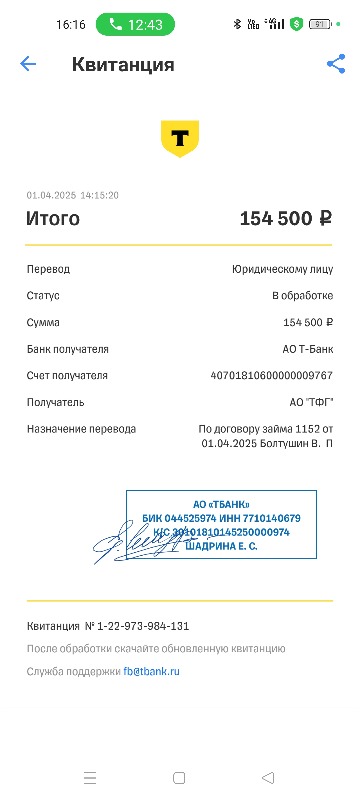 16:16
12:43
91
Квитанция
Т
01.04.2025 14:15:20
Итого 154 500 ₽
Перевод Юридическому лицу
Статус В обработке
Сумма 154 500 ₽
Банк получателя АО Т-Банк
Счет получателя 40701810600000009767
Получатель АО "ТФГ"
Назначение перевода По договору займа 1152 от
01.04.2025 Болтушин В. П
АО «ТБАНК»
БИК 044525974 ИНН 7710140679
К/С 30101810145250000974
ШАДРИНА Е. С.
Квитанция № 1-22-973-984-131
После обработки скачайте обновленную квитанцию
Служба поддержки fb@tbank.ru